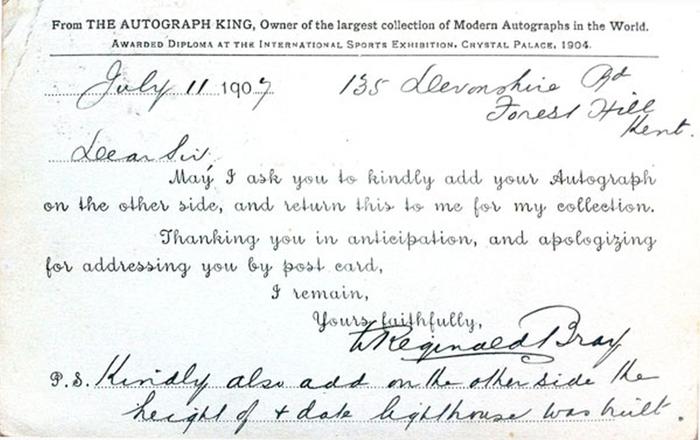 From THE AUTOGRAPH KING, Owner of the largest collection of Modern Autographs in the World.
AWARDED DIPLOMA AT THE INTERNATIONAL SPORTS EXHIBITION, CRYSTAL PALACE, 1904.
July 11 1907 135 Devonshire Rd
Forest Hill
Kent.
Dear Sir,
May I ask you to kindly add your Autograph
on the other side, and return this to me for my collection.
Thanking you in anticipation, and apologizing
for addressing you by post card,
I remain,
Yours faithfully,
W Reginald Bray
P.S. Kindly also add on the other side the
height of & date lighthouse was built.